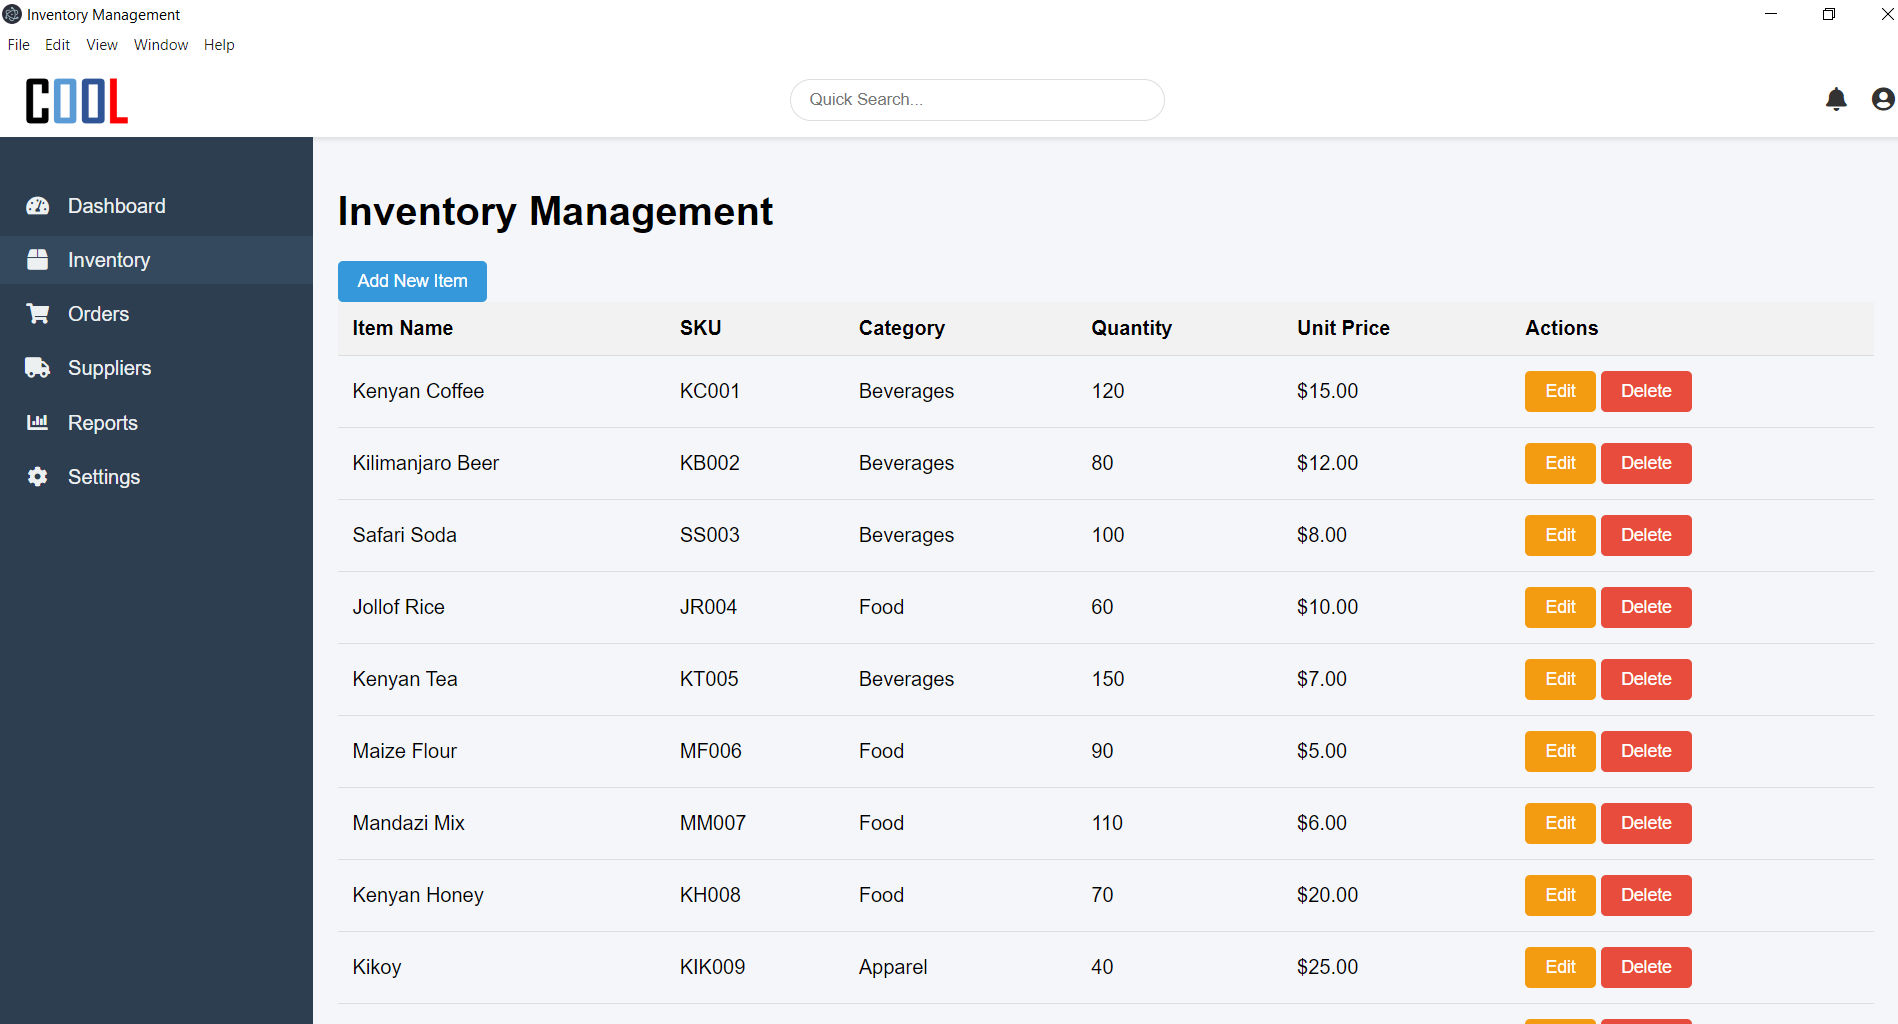 Inventory Management
File Edit View Window Help
COOL
Quick Search...
Dashboard
Inventory
Orders
Suppliers
Reports
Settings
Inventory Management
Add New Item
Item Name SKU Category Quantity Unit Price Actions
Kenyan Coffee KC001 Beverages 120 $15.00 Edit Delete
Kilimanjaro Beer KB002 Beverages 80 $12.00 Edit Delete
Safari Soda SS003 Beverages 100 $8.00 Edit Delete
Jollof Rice JR004 Food 60 $10.00 Edit Delete
Kenyan Tea KT005 Beverages 150 $7.00 Edit Delete
Maize Flour MF006 Food 90 $5.00 Edit Delete
Mandazi Mix MM007 Food 110 $6.00 Edit Delete
Kenyan Honey KH008 Food 70 $20.00 Edit Delete
Kikoy KIK009 Apparel 40 $25.00 Edit Delete